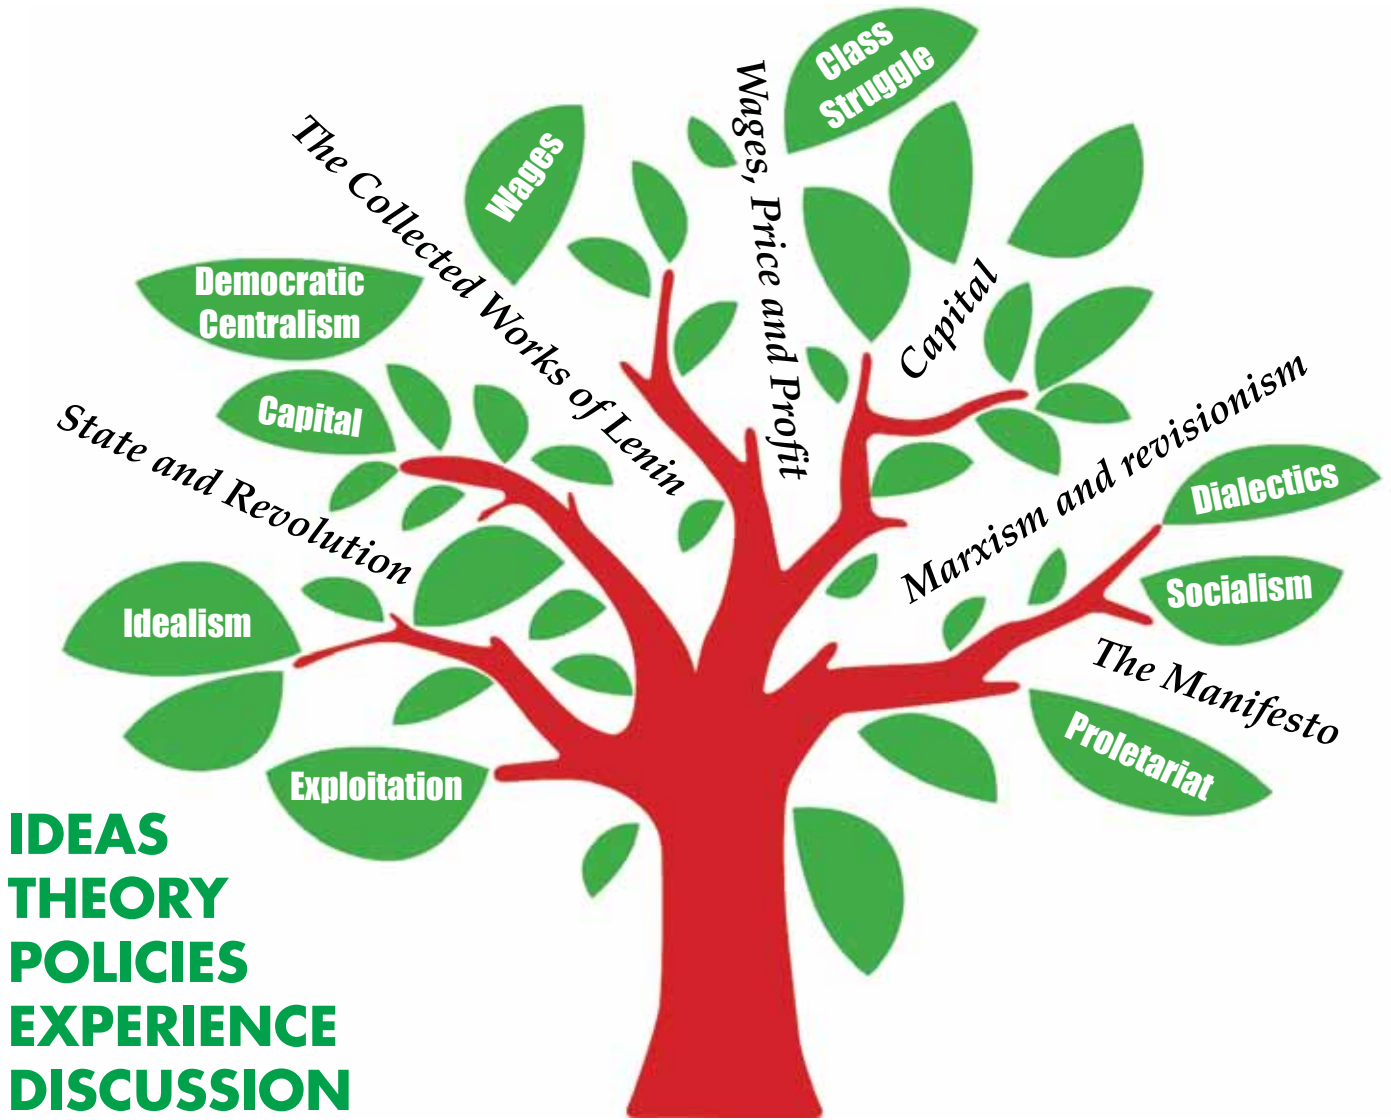 Class
Struggle
Wages
The Collected Works of Lenin
Wages, Price and Profit
Democratic
Centralism
Capital
Capital
State and Revolution
Marxism and revisionism
Dialectics
Socialism
Idealism
The Manifesto
Proletariat
Exploitation
IDEAS
THEORY
POLICIES
EXPERIENCE
DISCUSSION